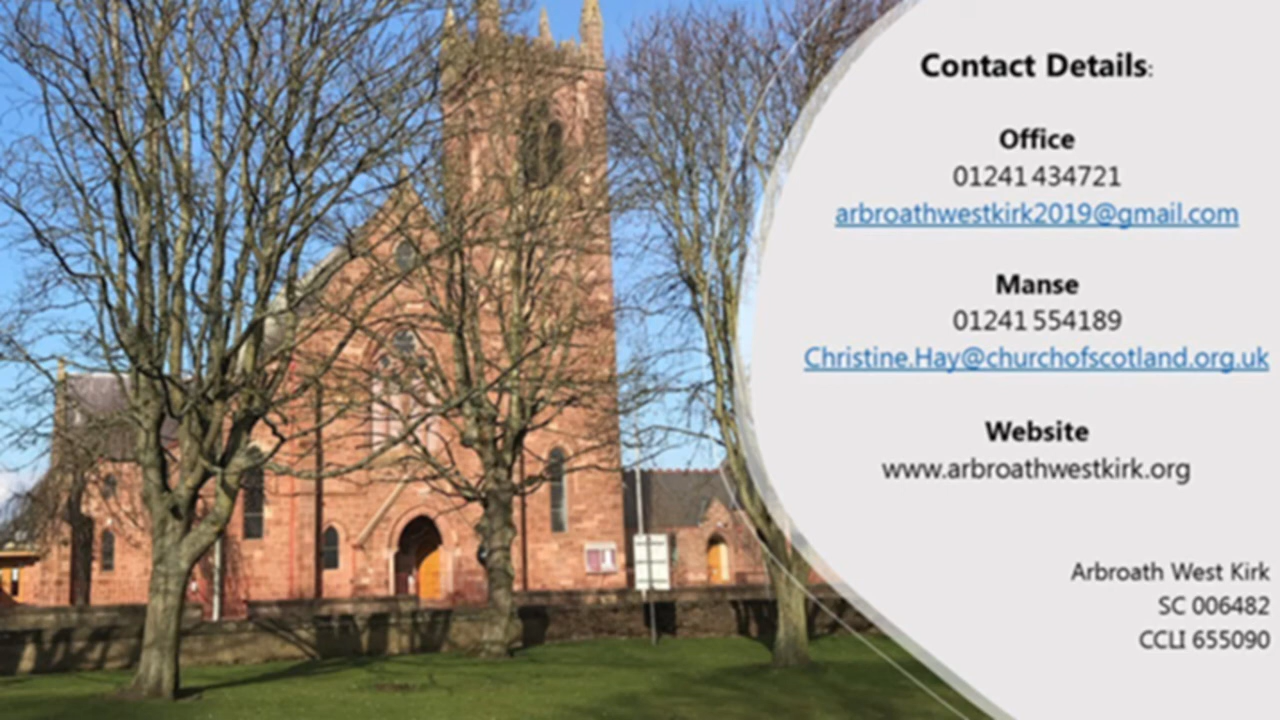 Contact Details:
Office
01241 434721
arbroathwestkirk2019@gmail.com
Manse
01241 554189
Christine.Hay@churchofscotland.org.uk
Website
www.arbroathwestkirk.org
Arbroath West Kirk
SC 006482
CCLI 655090